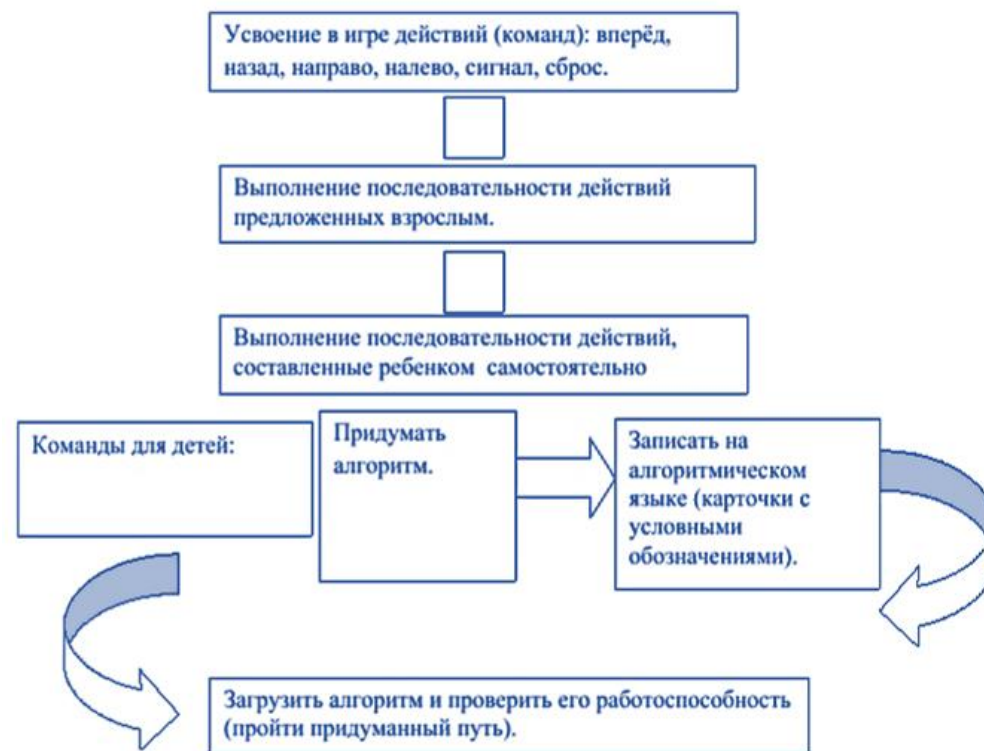 Усвоение в игре действий (команд): вперёд,
назад, направо, налево, сигнал, сброс.
Выполнение последовательности действий
предложенных взрослым.
Выполнение последовательности действий,
составленные ребенком самостоятельно
Команды для детей:
Придумать
алгоритм.
Записать на
алгоритмическом
языке (карточки с
условными
обозначениями).
Загрузить алгоритм и проверить его работоспособность
(пройти придуманный путь).